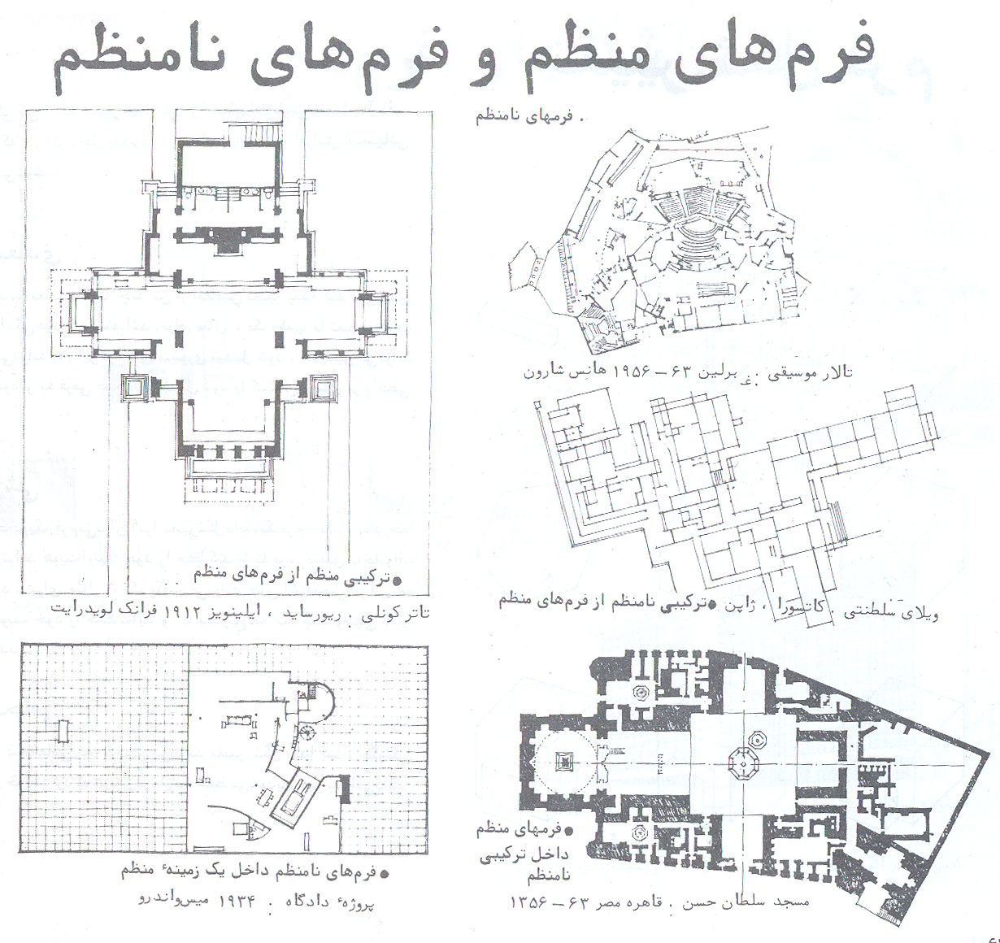 فرم‌های منظم و فرم‌های نامنظم
. فرمهای نامنظم
تالار موسیقی . برلین ۶۳ – ۱۹۵۶ هانس شارون
ویلای سلطنتی . کاتسورا ، ژاپن ● ترکیبی نامنظم از فرم‌های منظم
● فرمهای منظم
داخل ترکیبی
نامنظم
مسجد سلطان حسن . قاهره مصر ۶۳ – ۱۳۵۶
● ترکیبی منظم از فرم‌های منظم
تاتر کونلی . ریورساید ، ایلینویز ۱۹۱۲ فرانک لویدرایت
● فرم‌های نامنظم داخل یک زمینهٔ منظم
پروژهٔ دادگاه . ۱۹۳۴ میس‌واندرو